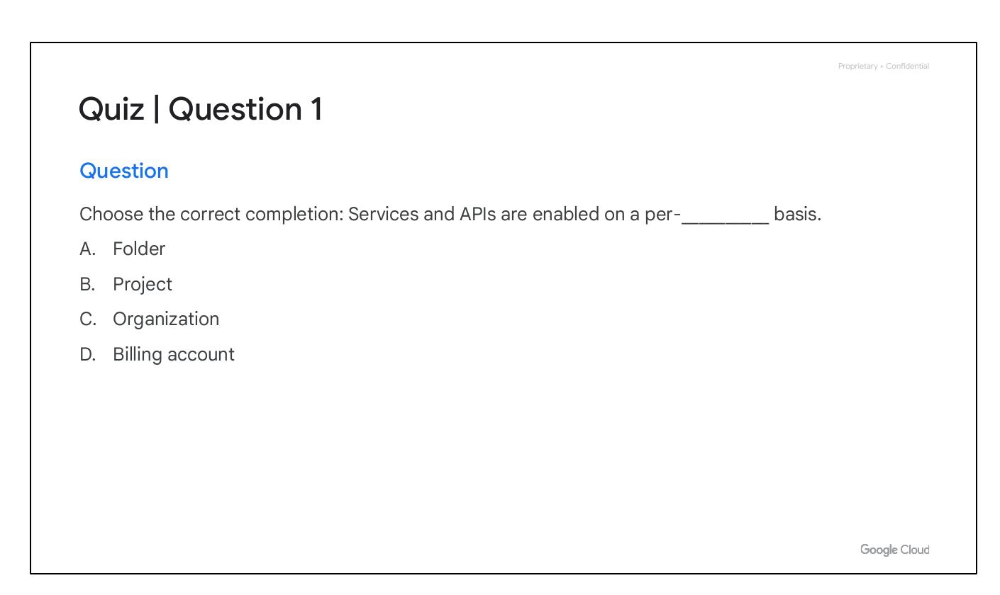 Proprietary + Confidential
Quiz | Question 1
Question
Choose the correct completion: Services and APIs are enabled on a per-__________ basis.
A. Folder
B. Project
C. Organization
D. Billing account
Google Cloud